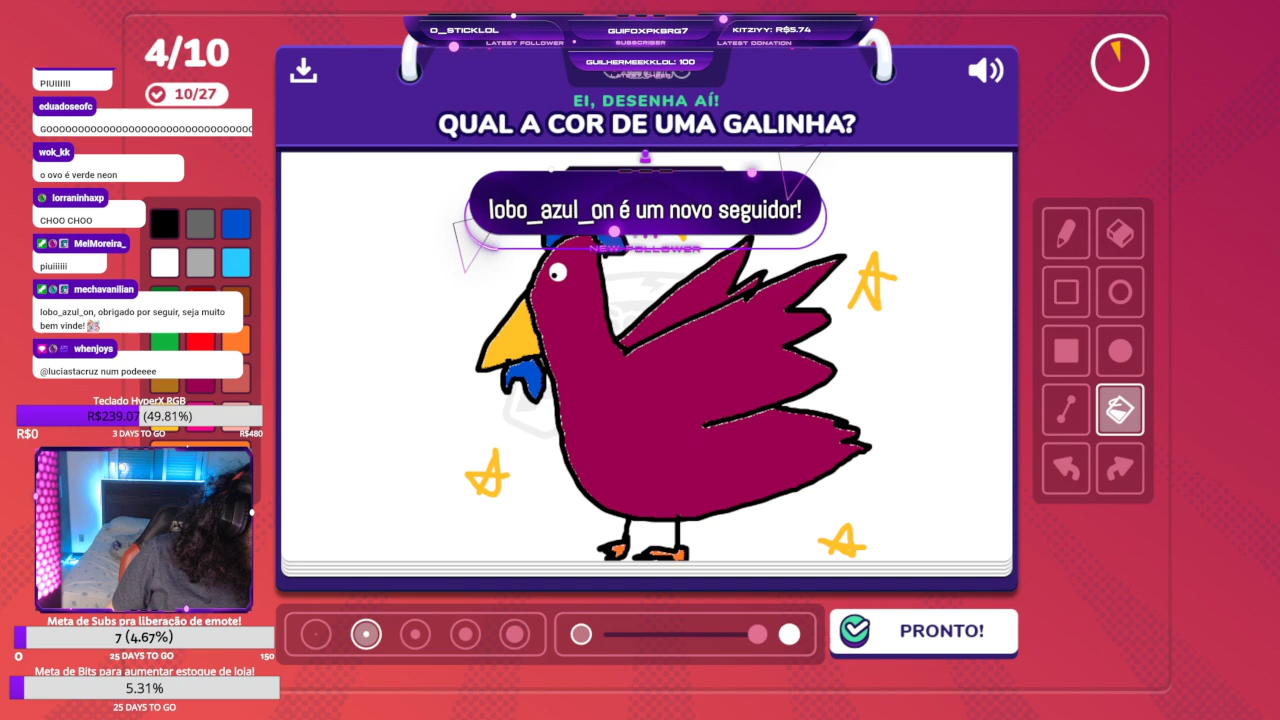 O_STICKLOL
LATEST FOLLOWER
GUIFOXPKBRG7
SUBSCRIBER
KITZIYY: R$5.74
LATEST DONATION
GUILHERMEEKKLOL: 100
4/10
10/27
EI, DESENHA AÍ!
QUAL A COR DE UMA GALINHA?
lobo_azul_on é um novo seguidor!
NEW FOLLOWER
PIUIIIIII
eduadoseofc
wok_kk
o ovo é verde neon
lorraninhaxp
CHOO CHOO
MelMoreira_
piuiiiiii
mechavanilian
lobo_azul_on, obrigado por seguir, seja muito
bem vinde!
whenjoys
@luciastacruz num podeeee
Teclado HyperX RGB
R$239.07 (49.81%)
R$0
3 DAYS TO GO
R$480
Meta de Subs pra liberação de emote!
7 (4.67%)
0
25 DAYS TO GO
150
Meta de Bits para aumentar estoque de loja!
5.31%
25 DAYS TO GO
PRONTO!